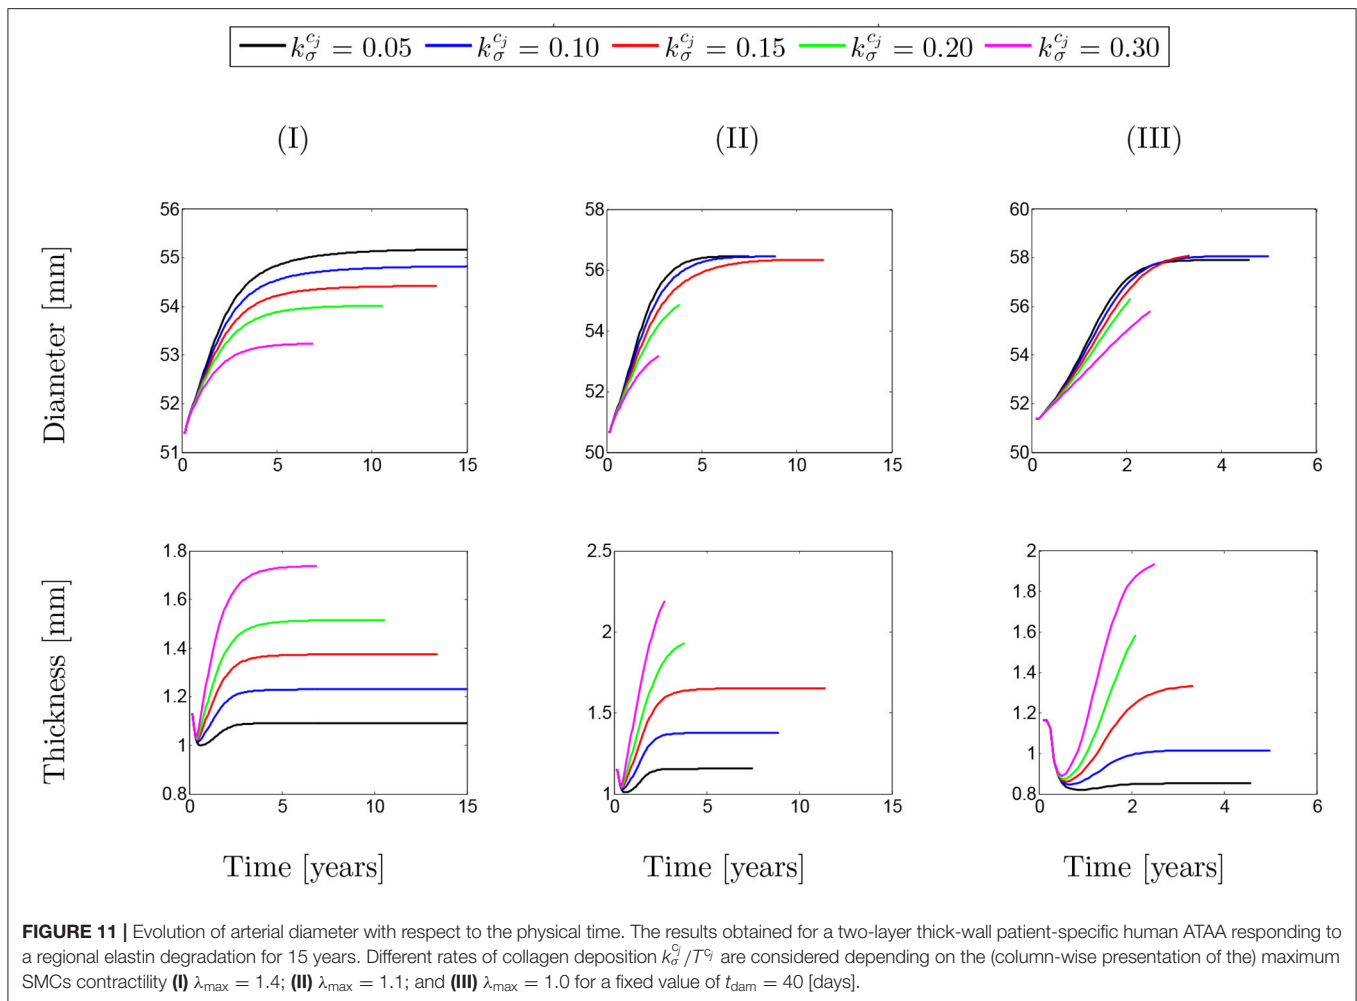 k_σ^{c_j} = 0.05 k_σ^{c_j} = 0.10 k_σ^{c_j} = 0.15 k_σ^{c_j} = 0.20 k_σ^{c_j} = 0.30
(I) (II) (III)
Diameter [mm]
56
55
54
53
52
51
0 5 10 15
58
56
54
52
50
0 5 10 15
60
58
56
54
52
50
0 2 4 6
Thickness [mm]
1.8
1.6
1.4
1.2
1
0.8
0 5 10 15
2.5
2
1.5
1
0 5 10 15
2
1.8
1.6
1.4
1.2
1
0.8
0 2 4 6
Time [years] Time [years] Time [years]
FIGURE 11 | Evolution of arterial diameter with respect to the physical time. The results obtained for a two-layer thick-wall patient-specific human ATAA responding to
a regional elastin degradation for 15 years. Different rates of collagen deposition k_σ^{c_j}/T^{c_j} are considered depending on the (column-wise presentation of the) maximum
SMCs contractility (I) λ_max = 1.4; (II) λ_max = 1.1; and (III) λ_max = 1.0 for a fixed value of t_dam = 40 [days].